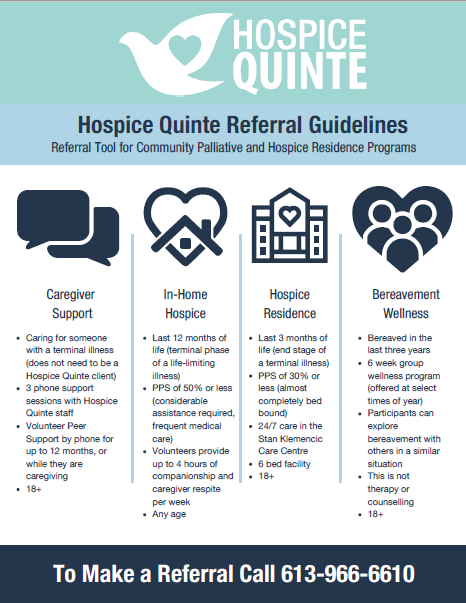 HOSPICE
QUINTE
Hospice Quinte Referral Guidelines
Referral Tool for Community Palliative and Hospice Residence Programs
Caregiver
Support
• Caring for someone
with a terminal illness
(does not need to be a
Hospice Quinte client)
• 3 phone support
sessions with Hospice
Quinte staff
• Volunteer Peer
Support by phone for
up to 12 months, or
while they are
caregiving
• 18+
In-Home
Hospice
• Last 12 months of
life (terminal phase
of a life-limiting
illness)
• PPS of 50% or less
(considerable
assistance required,
frequent medical
care)
• Volunteers provide
up to 4 hours of
companionship and
caregiver respite
per week
• Any age
Hospice
Residence
• Last 3 months of
life (end stage of
a terminal illness)
• PPS of 30% or
less (almost
completely bed
bound)
• 24/7 care in the
Stan Klemencic
Care Centre
• 6 bed facility
• 18+
Bereavement
Wellness
• Bereaved in the
last three years
• 6 week group
wellness program
(offered at select
times of year)
• Participants can
explore
bereavement with
others in a similar
situation
• This is not
therapy or
counselling
• 18+
To Make a Referral Call 613-966-6610